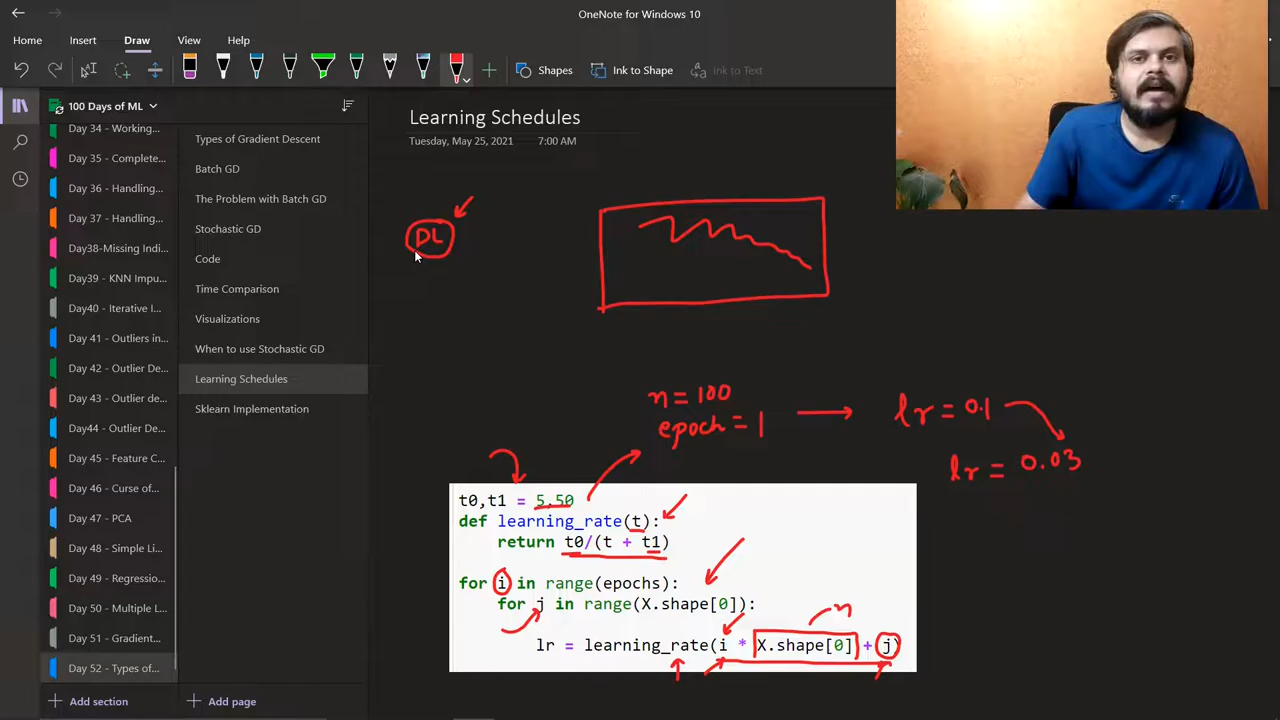 OneNote for Windows 10
Home Insert Draw View Help
Shapes Ink to Shape Ink to Text
100 Days of ML
Day 34 - Working...
Day 35 - Complete...
Day 36 - Handling...
Day 37 - Handling...
Day38-Missing Indi...
Day39 - KNN Impu...
Day40 - Iterative I...
Day 41 - Outliers in...
Day 42 - Outlier De...
Day 43 - Outlier de...
Day44 - Outlier De...
Day 45 - Feature C...
Day 46 - Curse of...
Day 47 - PCA
Day 48 - Simple Li...
Day 49 - Regressio...
Day 50 - Multiple L...
Day 51 - Gradient...
Day 52 - Types of...
Add section
Types of Gradient Descent
Batch GD
The Problem with Batch GD
Stochastic GD
Code
Time Comparison
Visualizations
When to use Stochastic GD
Learning Schedules
Sklearn Implementation
Add page
Learning Schedules
Tuesday, May 25, 2021 7:00 AM
DL
n = 100
epoch = 1
lr = 0.1
lr = 0.03
t0,t1 = 5.50
def learning_rate(t):
return t0/(t + t1)
for i in range(epochs):
for j in range(X.shape[0]):
n
lr = learning_rate(i * X.shape[0] + j)